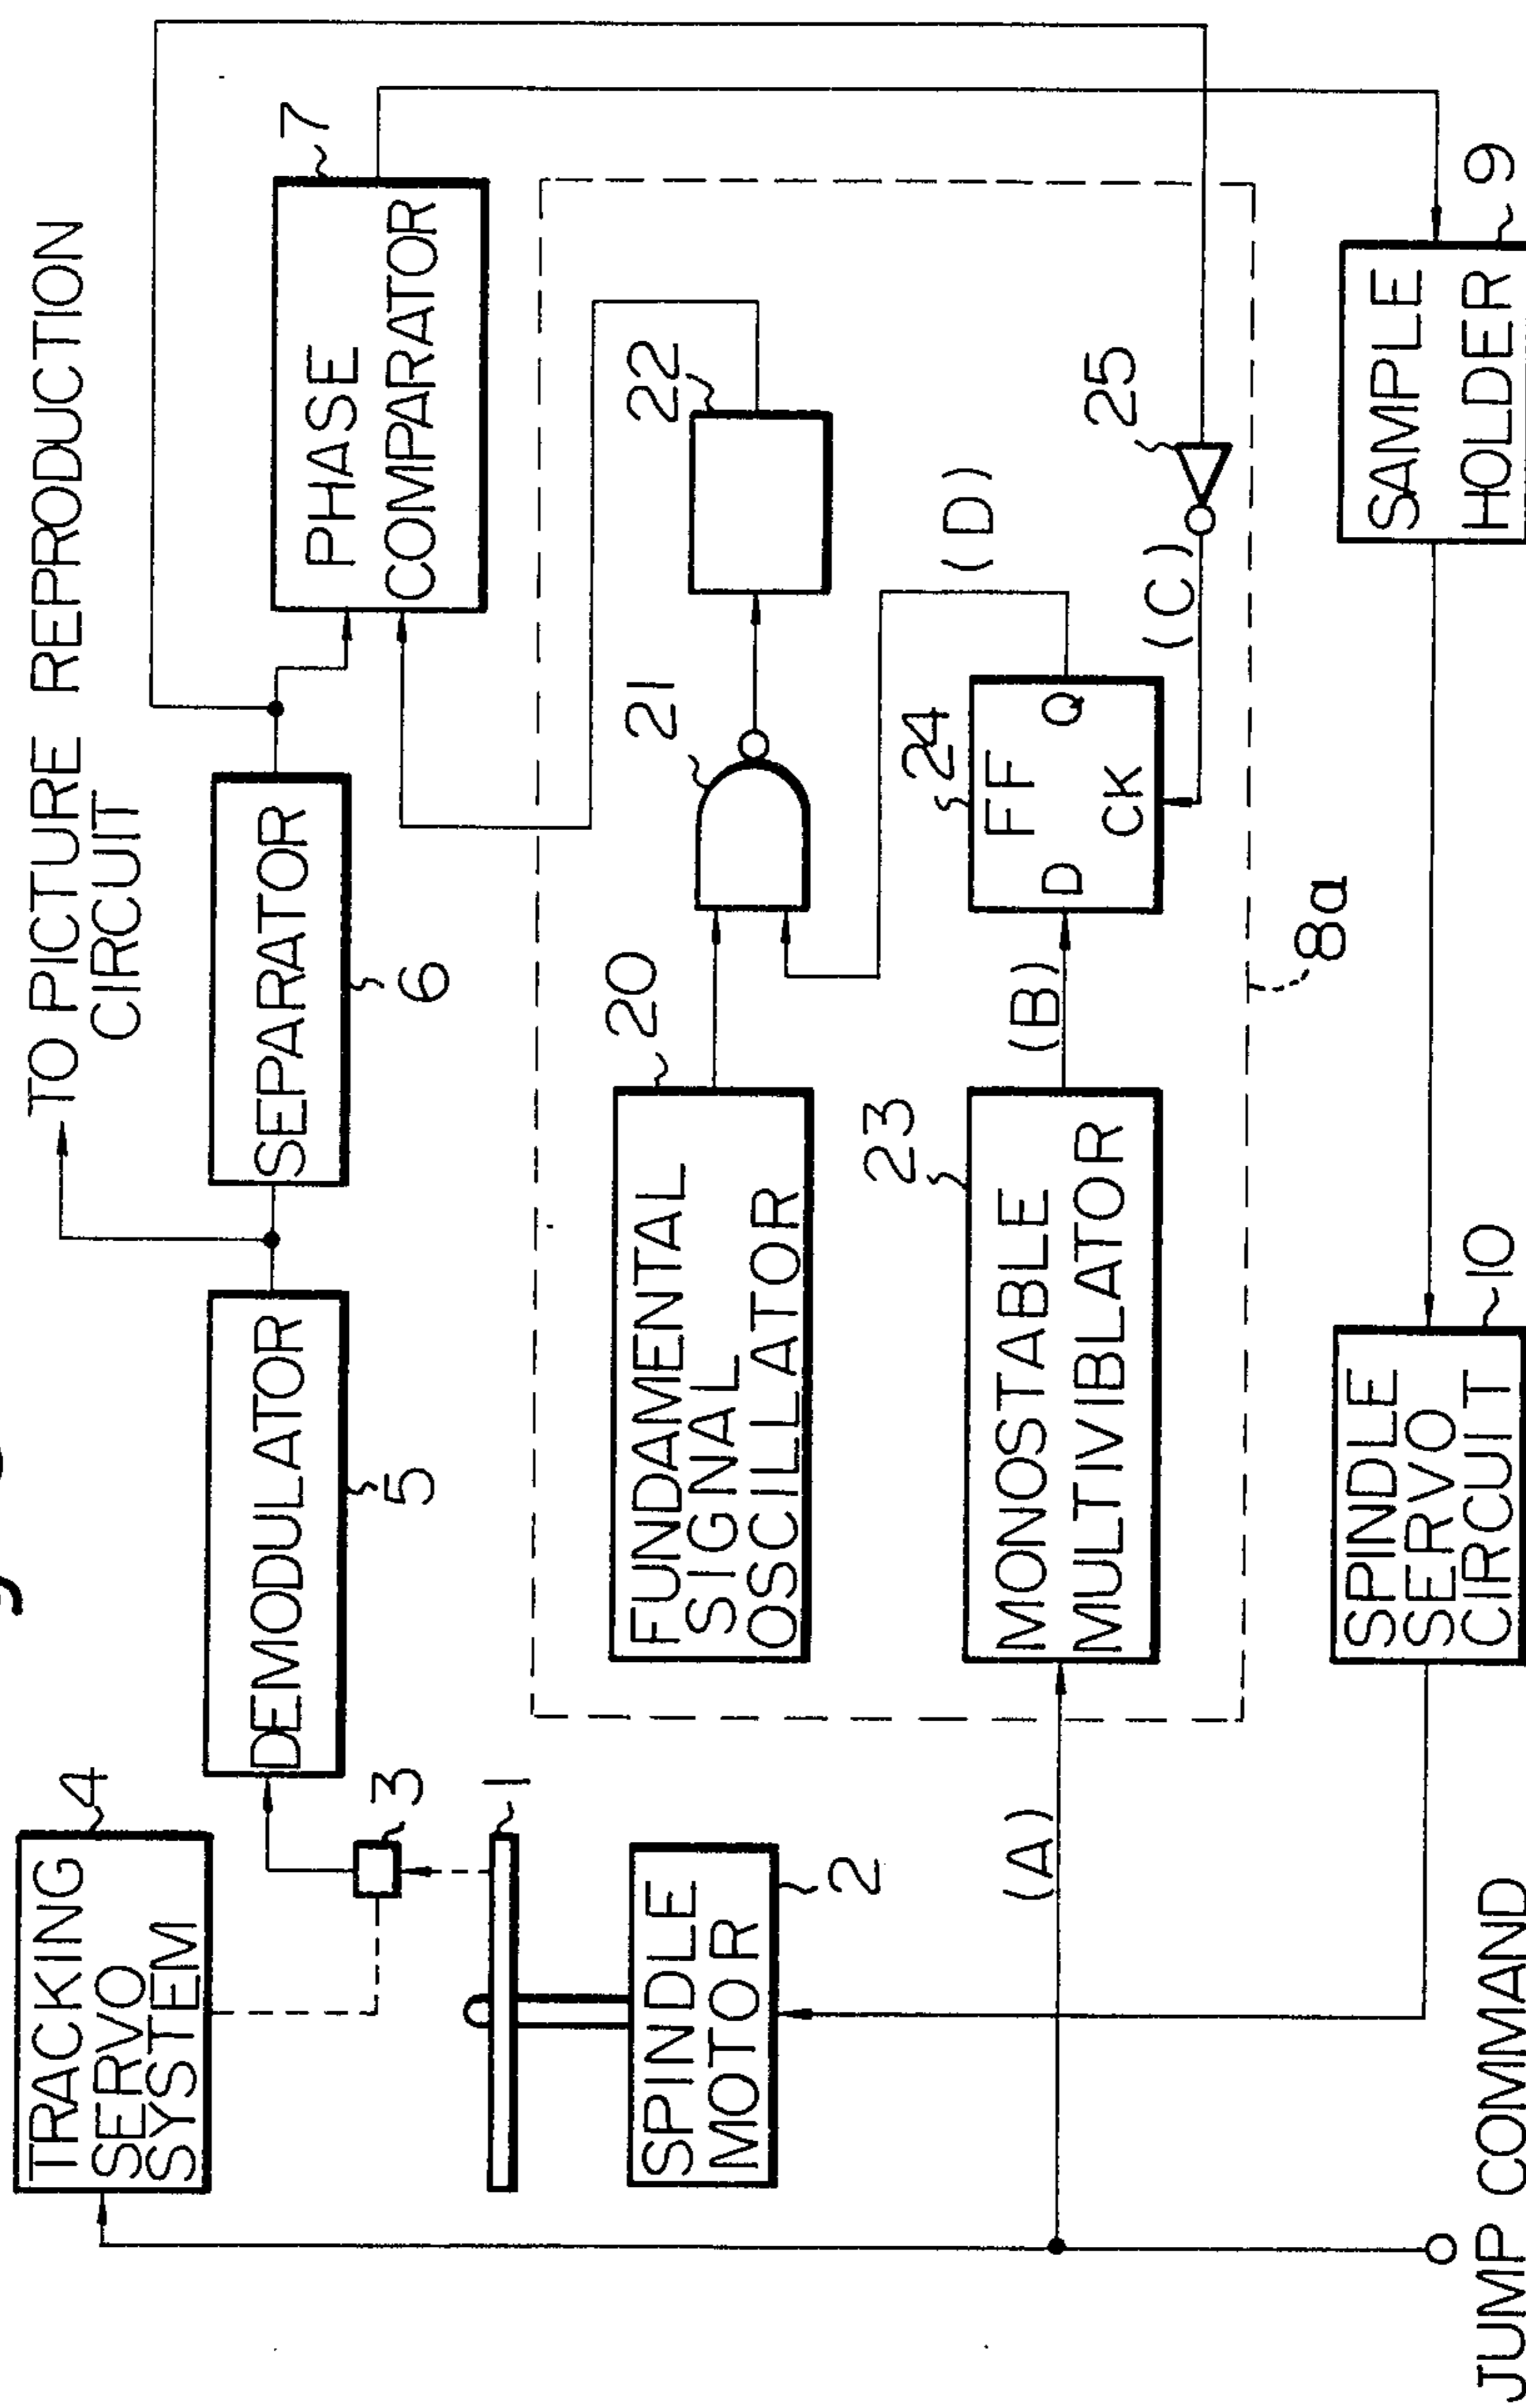 TO PICTURE REPRODUCTION
CIRCUIT
TRACKING
SERVO
SYSTEM
4
DEMODULATOR
5
SEPARATOR
6
PHASE
COMPARATOR
7
3
1
SPINDLE
MOTOR
2
FUNDAMENTAL
SIGNAL
OSCILLATOR
20
21
22
MONOSTABLE
MULTIVIBLATOR
23
(A)
(B)
FF
D
Q
CK
24
(D)
(C)
25
8a
SPINDLE
SERVO
CIRCUIT
10
SAMPLE
HOLDER
9
JUMP COMMAND